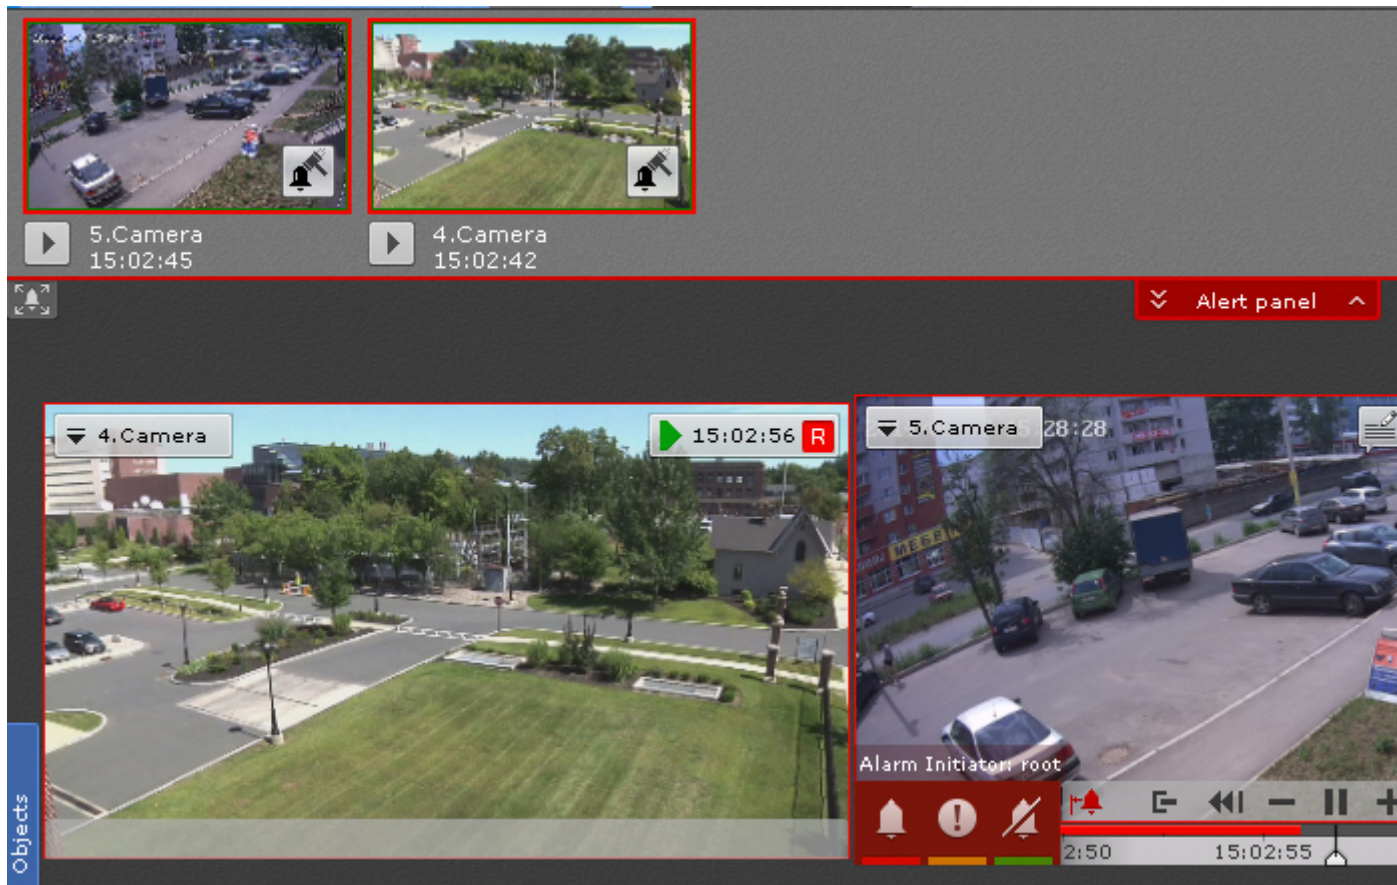 5.Camera
15:02:45
4.Camera
15:02:42
Alert panel
4.Camera
15:02:56 R
5.Camera
28:28
МЕБЕ
Alarm Initiator: root
2:50
15:02:55
Objects